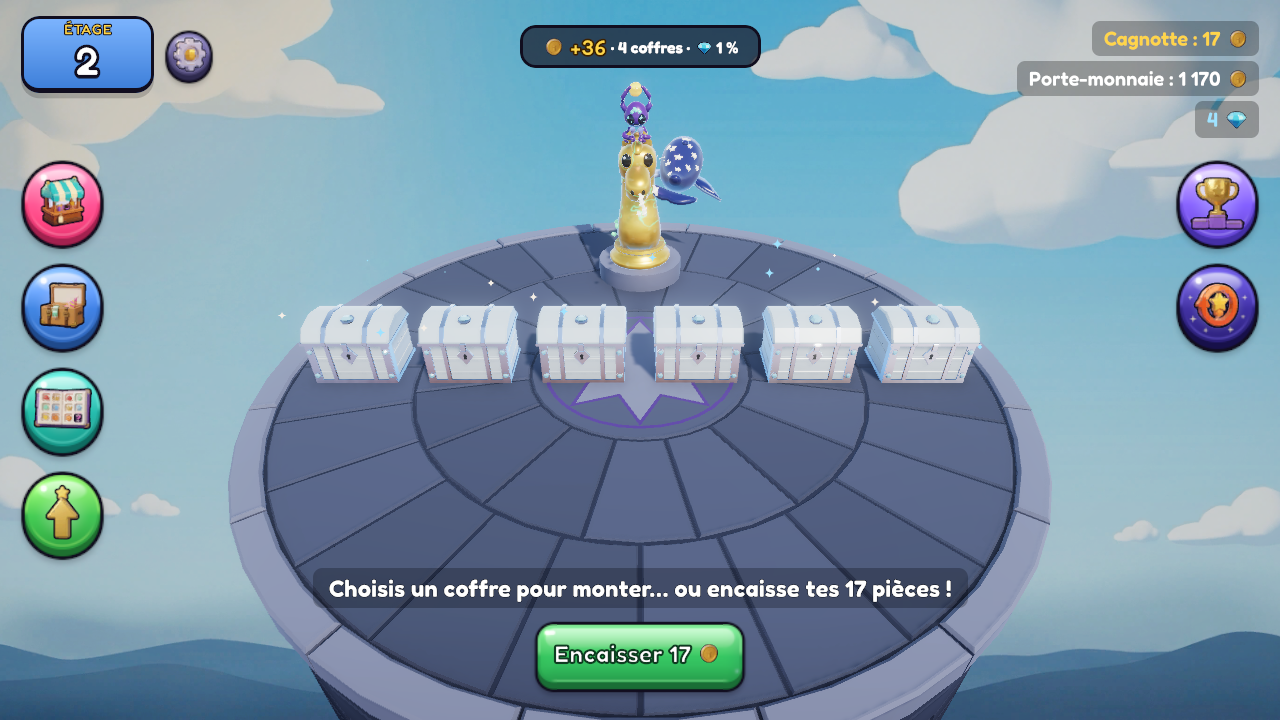 ÉTAGE
2
+36 · 4 coffres · 1 %
Cagnotte : 17
Porte-monnaie : 1 170
4
Choisis un coffre pour monter... ou encaisse tes 17 pièces !
Encaisser 17